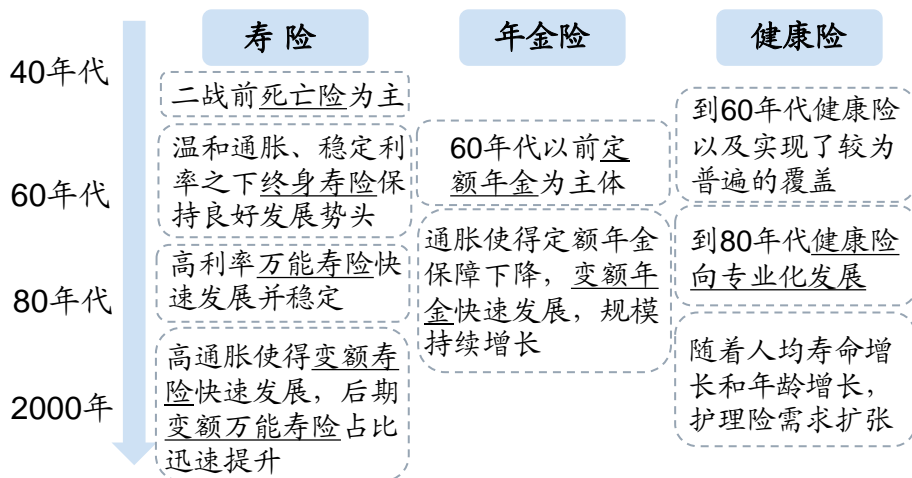 寿 险
年金险
健康险
40年代
60年代
80年代
2000年
二战前死亡险为主
温和通胀、稳定利
率之下终身寿险保
持良好发展势头
高利率万能寿险快
速发展并稳定
高通胀使得变额寿
险快速发展，后期
变额万能寿险占比
迅速提升
60年代以前定
额年金为主体
通胀使得定额年金
保障下降，变额年
金快速发展，规模
持续增长
到60年代健康险
以及实现了较为
普遍的覆盖
到80年代健康险
向专业化发展
随着人均寿命增
长和年龄增长，
护理险需求扩张